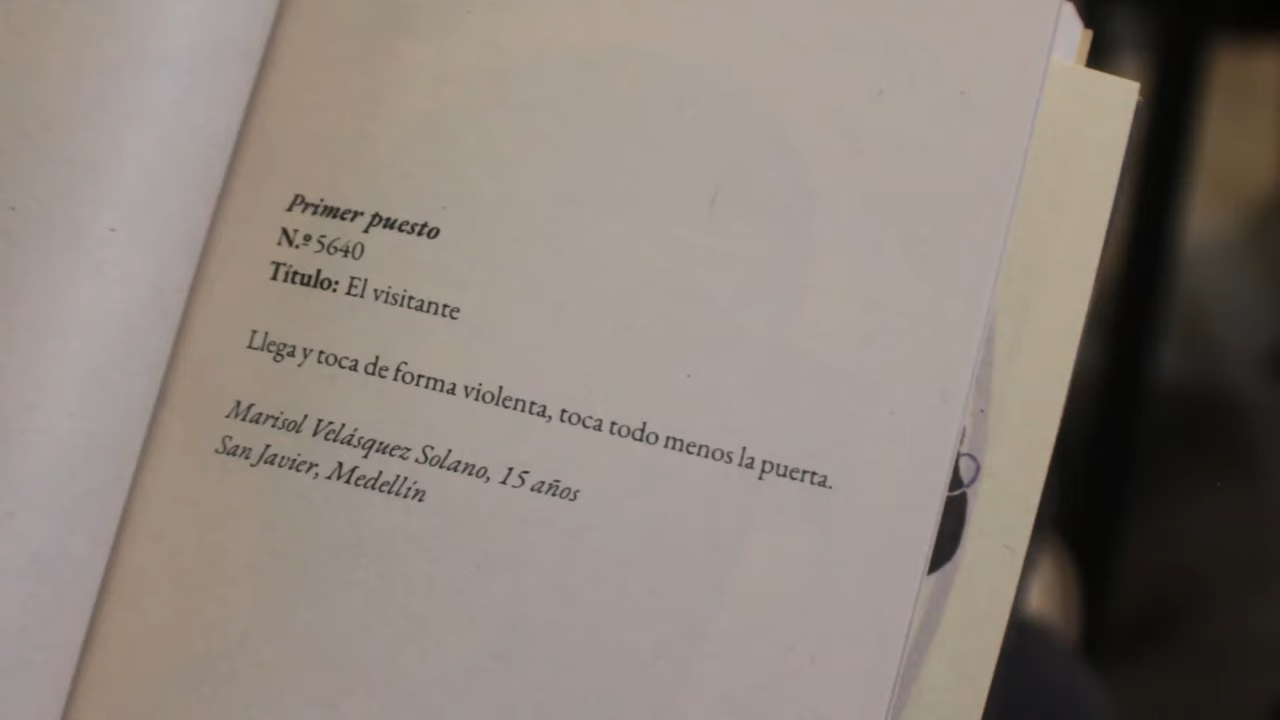 Primer puesto
N.º 5640
Título: El visitante
Llega y toca de forma violenta, toca todo menos la puerta.
Marisol Velásquez Solano, 15 años
San Javier, Medellín